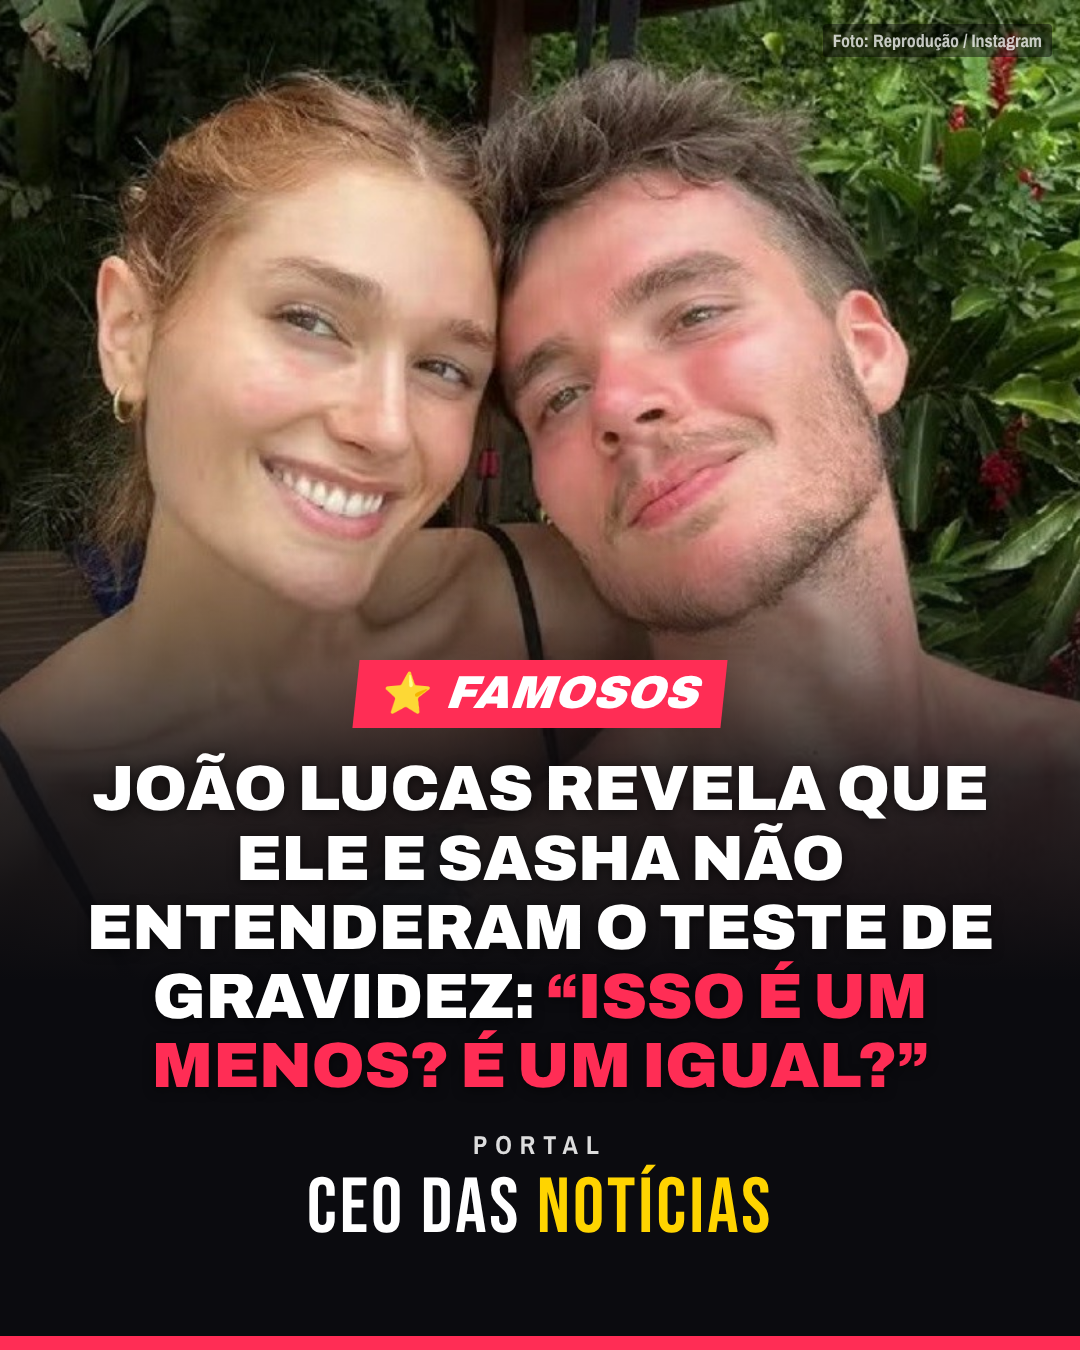 Foto: Reprodução / Instagram
FAMOSOS
JOÃO LUCAS REVELA QUE
ELE E SASHA NÃO
ENTENDERAM O TESTE DE
GRAVIDEZ: “ISSO É UM
MENOS? É UM IGUAL?”
PORTAL
CEO DAS NOTÍCIAS